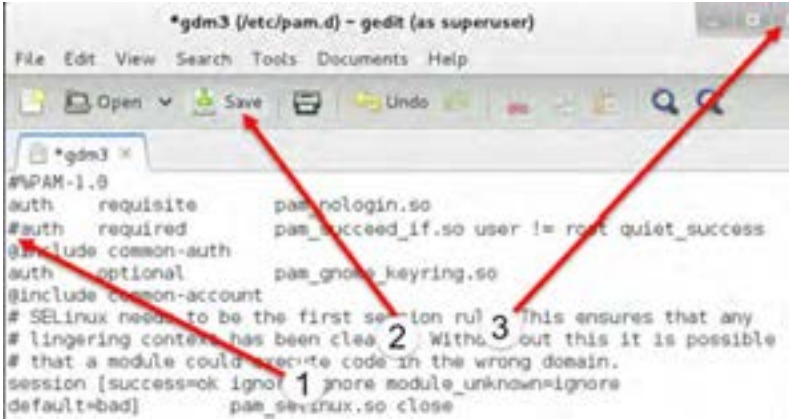 *gdm3 (/etc/pam.d) - gedit (as superuser)
File Edit View Search Tools Documents Help
Open Save Undo
*gdm3 ×
#%PAM-1.0
auth requisite pam_nologin.so
#auth required pam_succeed_if.so user != root quiet_success
@include common-auth
auth optional pam_gnome_keyring.so
@include common-account
# SELinux needs to be the first session rule. This ensures that any
# lingering context has been cleared. Without this it is possible
# that a module could execute code in the wrong domain.
session [success=ok ignore=ignore module_unknown=ignore
default=bad] pam_selinux.so close
1
2
3